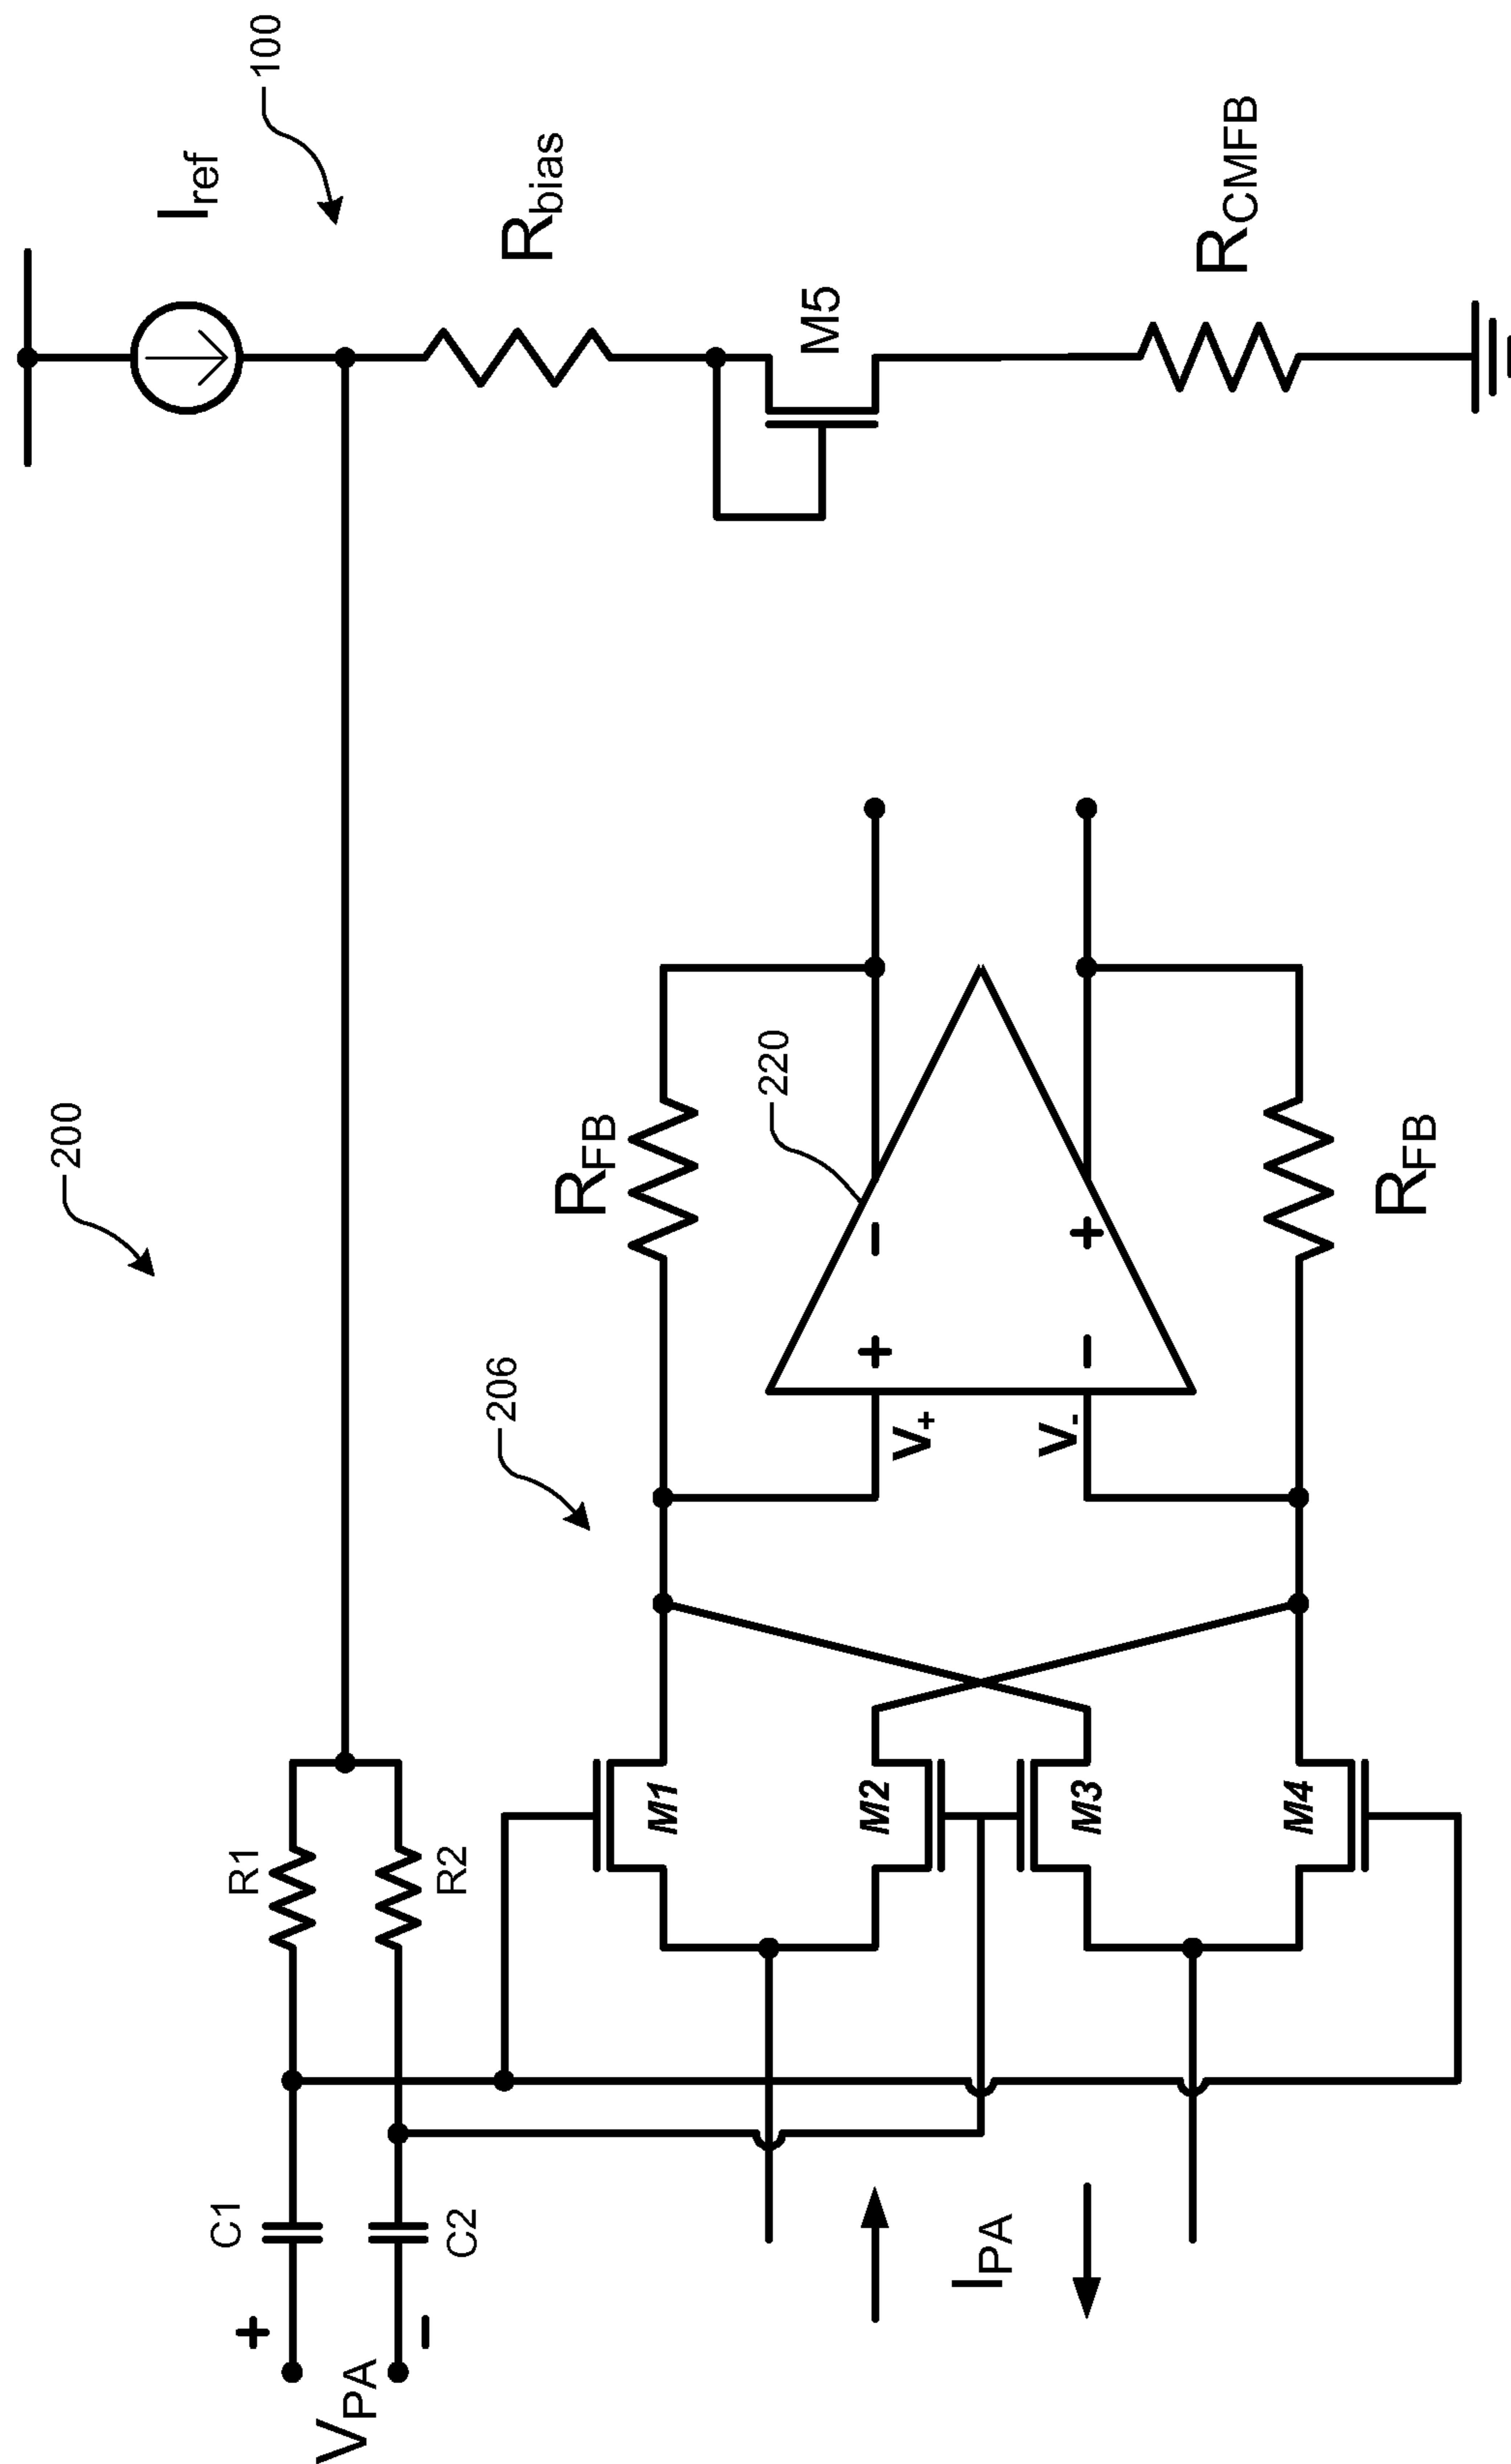 200
100
I_ref
V_PA
+
−
C1
C2
R1
R2
R_bias
M5
R_CMFB
206
R_FB
220
M1
M2
M3
M4
I_PA
V+
V-
+
−
−
+
R_FB